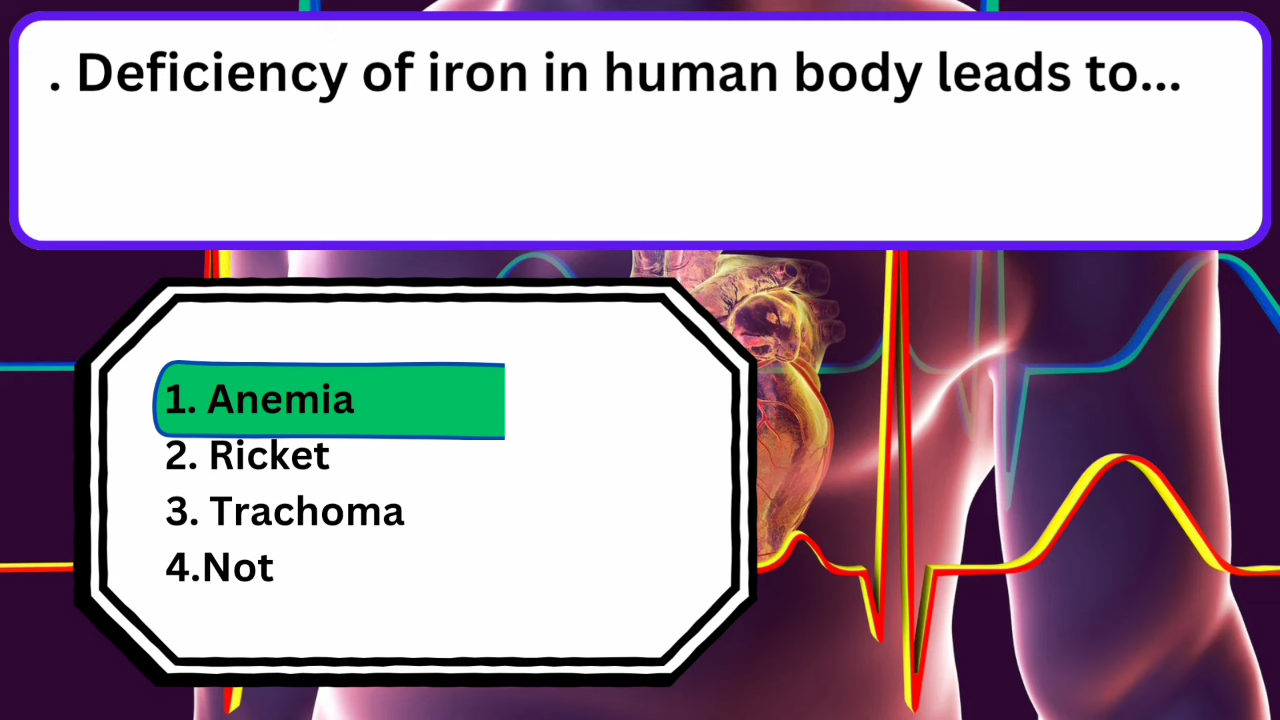 . Deficiency of iron in human body leads to...
1. Anemia
2. Ricket
3. Trachoma
4.Not